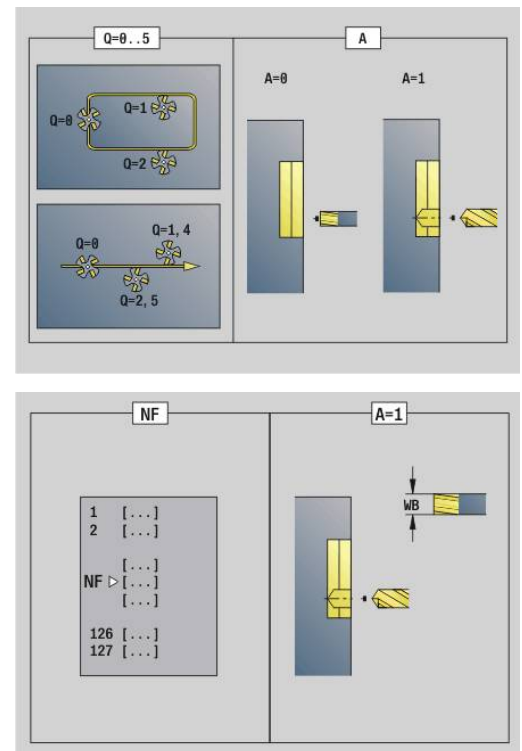 Q=0..5
Q=0
Q=1
Q=2
Q=0
Q=1,4
Q=2,5
A
A=0
A=1
NF
1 [...]
2 [...]
[...]
NF [...]
[...]
126 [...]
127 [...]
A=1
WB